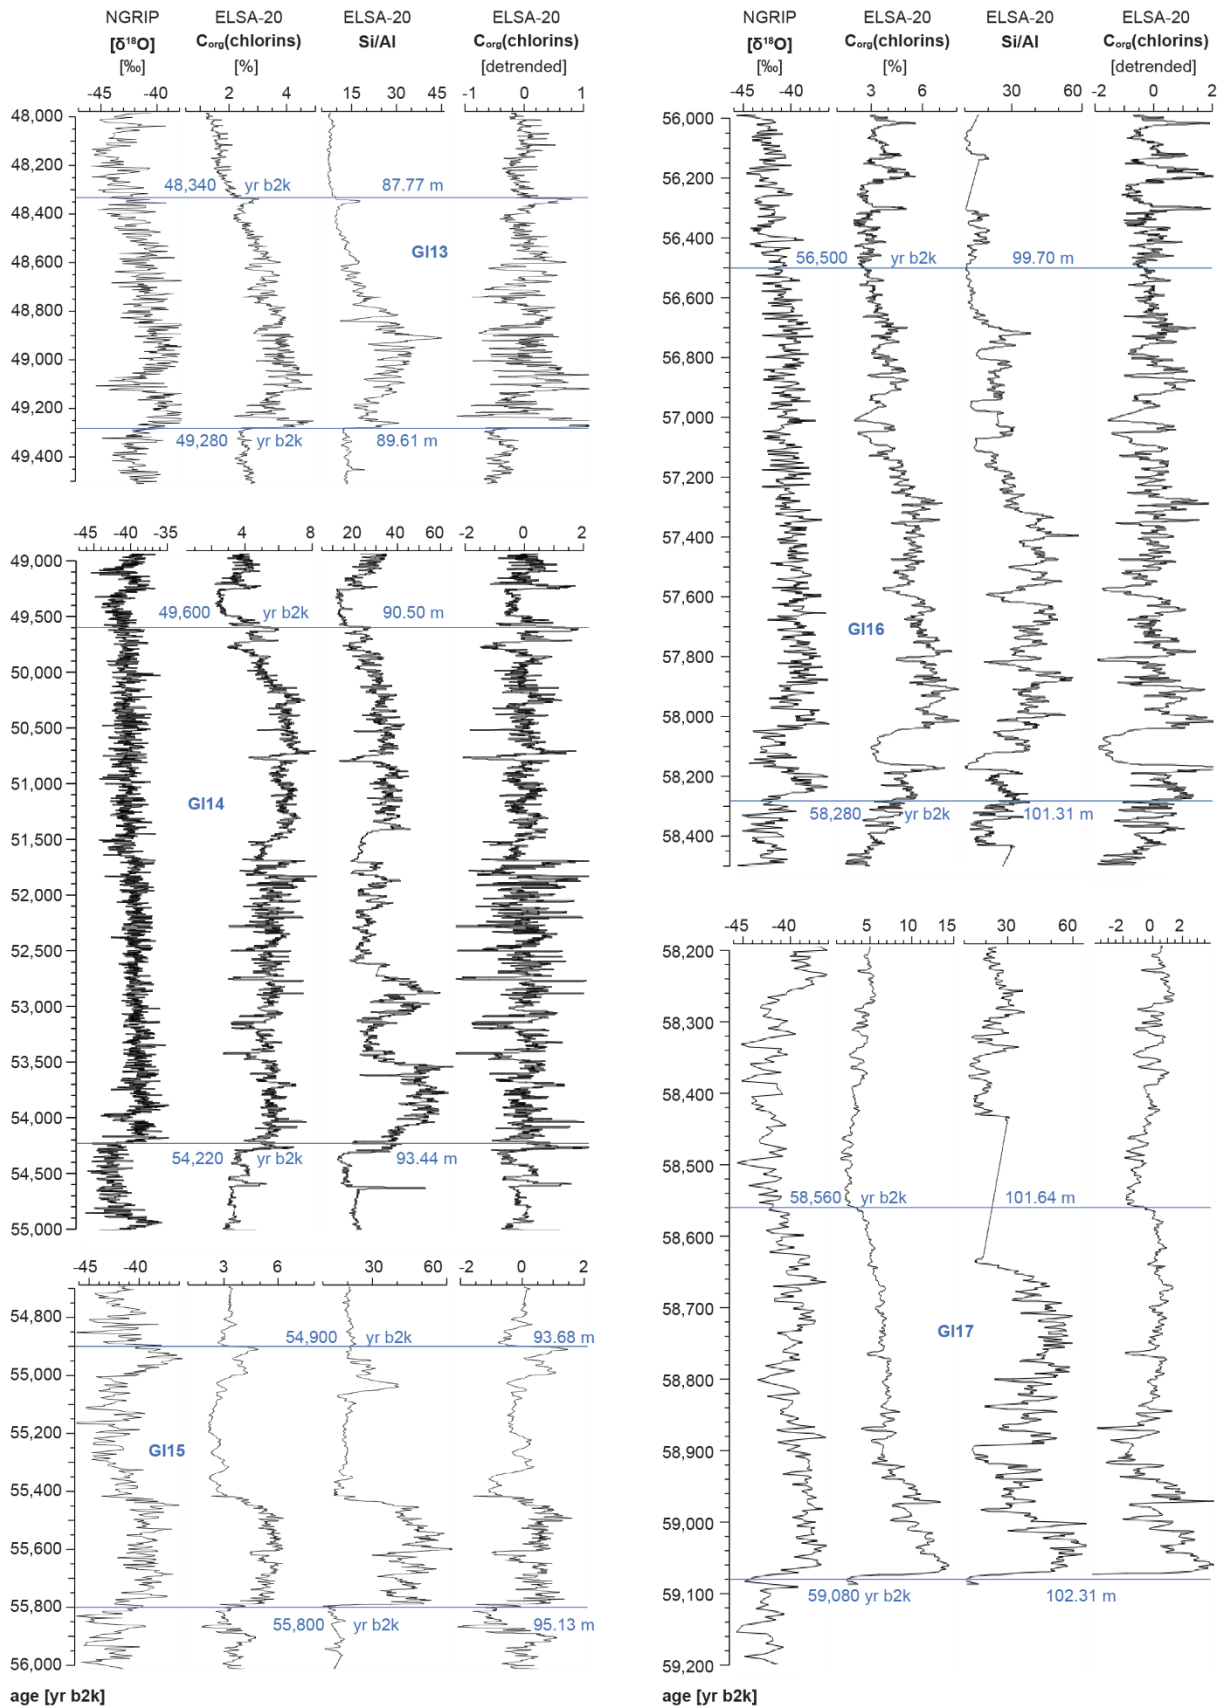 NGRIP ELSA-20 ELSA-20 ELSA-20
[δ¹⁸O] Corg(chlorins) Si/Al Corg(chlorins)
[‰] [%] [detrended]
-45 -40 2 4 15 30 45 -1 0 1
48,000
48,200
48,340 yr b2k 87.77 m
48,400
GI13
48,600
48,800
49,000
49,200
49,280 yr b2k 89.61 m
49,400
-45 -40 -35 4 8 20 40 60 -2 0 2
49,000
49,500
49,600 yr b2k 90.50 m
50,000
50,500
51,000
GI14
51,500
52,000
52,500
53,000
53,500
54,000
54,220 yr b2k 93.44 m
54,500
55,000
-45 -40 3 6 30 60 -2 0 2
54,800
54,900 yr b2k 93.68 m
55,000
55,200
GI15
55,400
55,600
55,800
55,800 yr b2k 95.13 m
56,000
age [yr b2k]
NGRIP ELSA-20 ELSA-20 ELSA-20
[δ¹⁸O] Corg(chlorins) Si/Al Corg(chlorins)
[‰] [%] [detrended]
-45 -40 3 6 30 60 -2 0 2
56,000
56,200
56,400
56,500 yr b2k 99.70 m
56,600
56,800
57,000
57,200
57,400
57,600
GI16
57,800
58,000
58,200
58,280 yr b2k 101.31 m
58,400
-45 -40 5 10 15 30 60 -2 0 2
58,200
58,300
58,400
58,500
58,560 yr b2k 101.64 m
58,600
58,700
GI17
58,800
58,900
59,000
59,080 yr b2k 102.31 m
59,100
59,200
age [yr b2k]